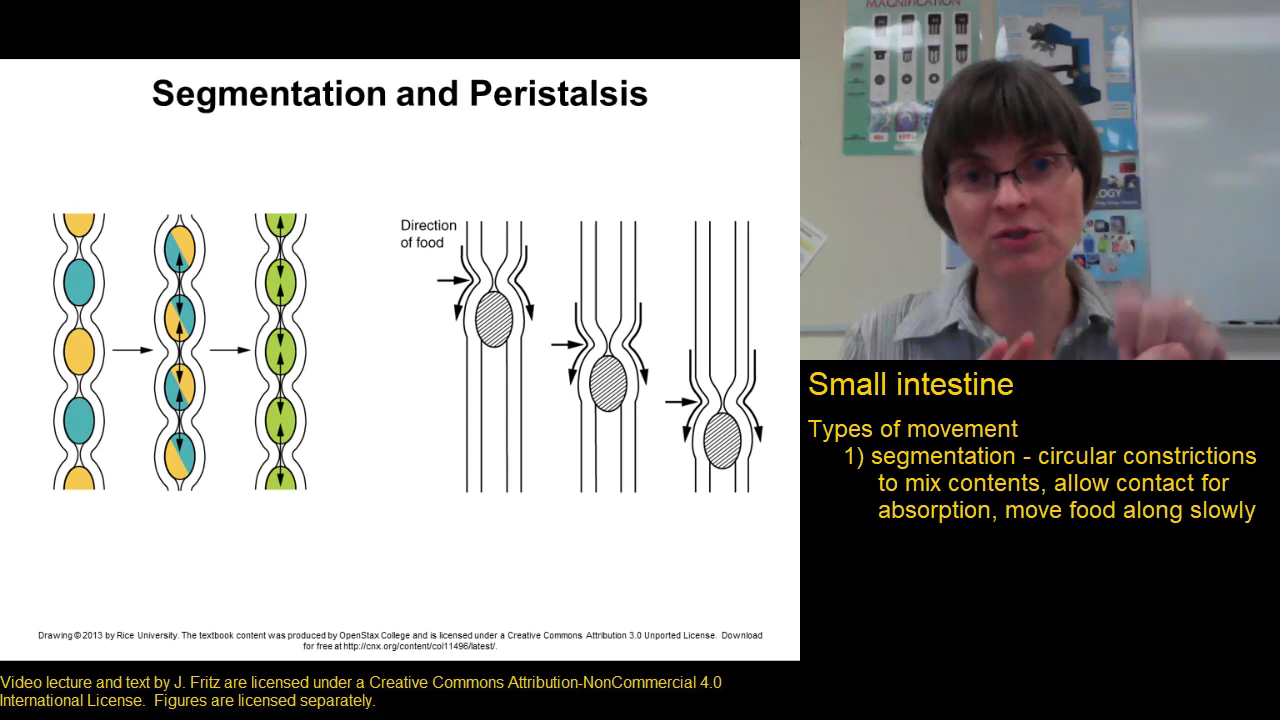 MAGNIFICATION
Segmentation and Peristalsis
Direction
of food
Small intestine
Types of movement
1) segmentation - circular constrictions
to mix contents, allow contact for
absorption, move food along slowly
Drawing © 2013 by Rice University. The textbook content was produced by OpenStax College and is licensed under a Creative Commons Attribution 3.0 Unported License. Download
for free at http://cnx.org/content/col11496/latest/.
Video lecture and text by J. Fritz are licensed under a Creative Commons Attribution-NonCommercial 4.0
International License. Figures are licensed separately.